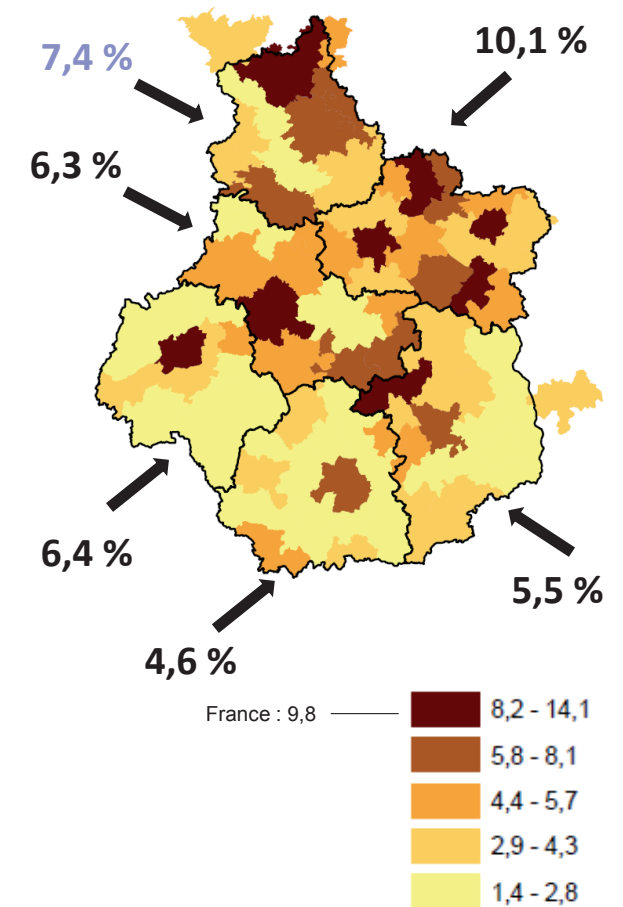 7,4 %
10,1 %
6,3 %
6,4 %
5,5 %
4,6 %
France : 9,8
8,2 - 14,1
5,8 - 8,1
4,4 - 5,7
2,9 - 4,3
1,4 - 2,8